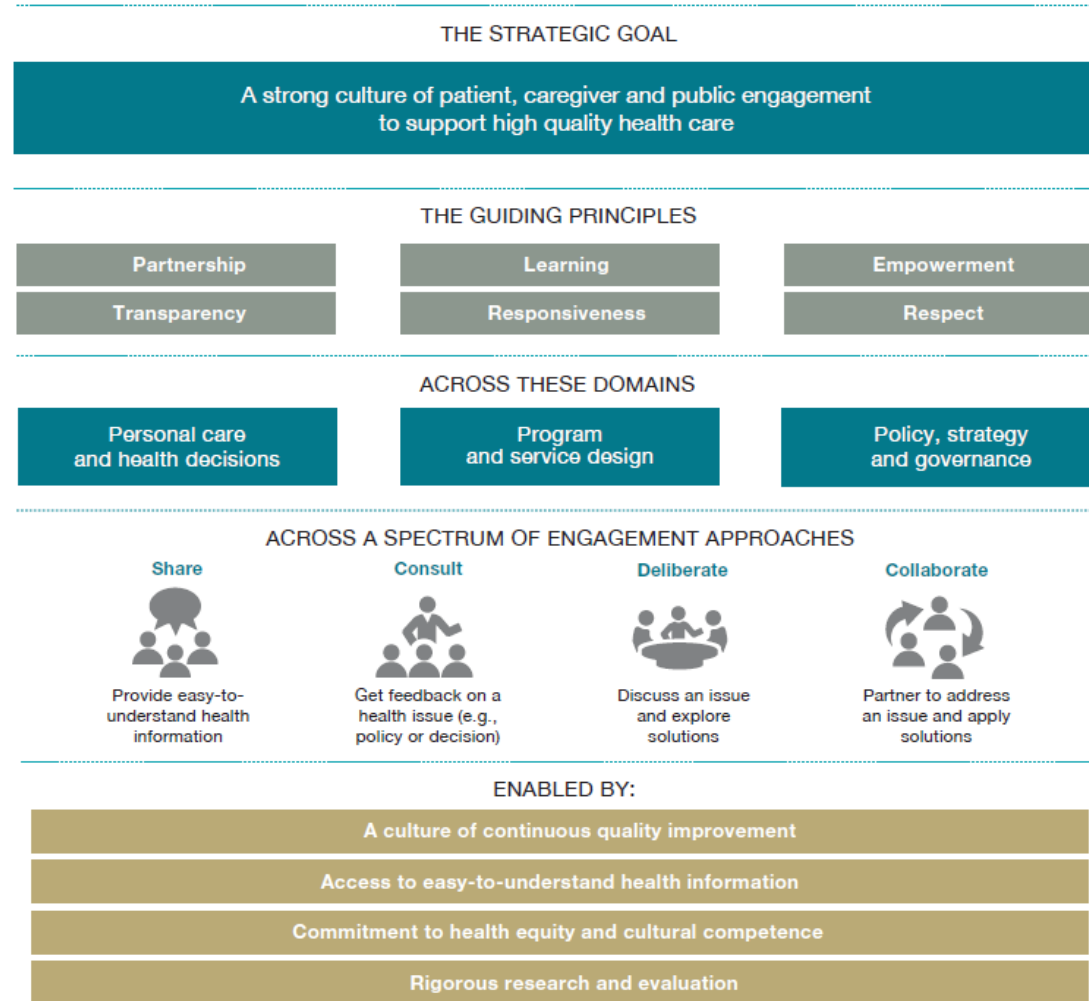 THE STRATEGIC GOAL
A strong culture of patient, caregiver and public engagement
to support high quality health care
THE GUIDING PRINCIPLES
Partnership
Learning
Empowerment
Transparency
Responsiveness
Respect
ACROSS THESE DOMAINS
Personal care
and health decisions
Program
and service design
Policy, strategy
and governance
ACROSS A SPECTRUM OF ENGAGEMENT APPROACHES
Share
Provide easy-to-
understand health
information
Consult
Get feedback on a
health issue (e.g.,
policy or decision)
Deliberate
Discuss an issue
and explore
solutions
Collaborate
Partner to address
an issue and apply
solutions
ENABLED BY:
A culture of continuous quality improvement
Access to easy-to-understand health information
Commitment to health equity and cultural competence
Rigorous research and evaluation